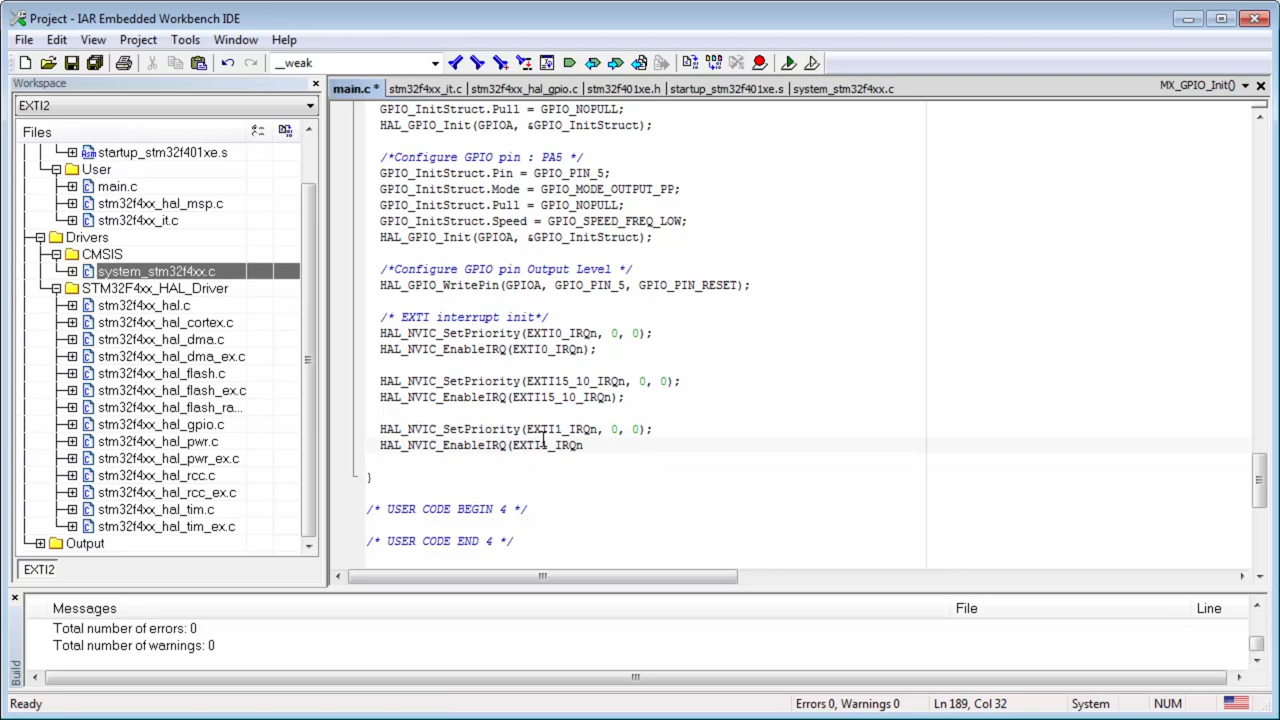 Project - IAR Embedded Workbench IDE
File Edit View Project Tools Window Help
__weak
Workspace
EXTI2
Files
startup_stm32f401xe.s
User
main.c
stm32f4xx_hal_msp.c
stm32f4xx_it.c
Drivers
CMSIS
system_stm32f4xx.c
STM32F4xx_HAL_Driver
stm32f4xx_hal.c
stm32f4xx_hal_cortex.c
stm32f4xx_hal_dma.c
stm32f4xx_hal_dma_ex.c
stm32f4xx_hal_flash.c
stm32f4xx_hal_flash_ex.c
stm32f4xx_hal_flash_ra...
stm32f4xx_hal_gpio.c
stm32f4xx_hal_pwr.c
stm32f4xx_hal_pwr_ex.c
stm32f4xx_hal_rcc.c
stm32f4xx_hal_rcc_ex.c
stm32f4xx_hal_tim.c
stm32f4xx_hal_tim_ex.c
Output
EXTI2
main.c * stm32f4xx_it.c | stm32f4xx_hal_gpio.c | stm32f401xe.h | startup_stm32f401xe.s | system_stm32f4xx.c
MX_GPIO_Init()
GPIO_InitStruct.Pull = GPIO_NOPULL;
HAL_GPIO_Init(GPIOA, &GPIO_InitStruct);
/*Configure GPIO pin : PA5 */
GPIO_InitStruct.Pin = GPIO_PIN_5;
GPIO_InitStruct.Mode = GPIO_MODE_OUTPUT_PP;
GPIO_InitStruct.Pull = GPIO_NOPULL;
GPIO_InitStruct.Speed = GPIO_SPEED_FREQ_LOW;
HAL_GPIO_Init(GPIOA, &GPIO_InitStruct);
/*Configure GPIO pin Output Level */
HAL_GPIO_WritePin(GPIOA, GPIO_PIN_5, GPIO_PIN_RESET);
/* EXTI interrupt init*/
HAL_NVIC_SetPriority(EXTI0_IRQn, 0, 0);
HAL_NVIC_EnableIRQ(EXTI0_IRQn);
HAL_NVIC_SetPriority(EXTI15_10_IRQn, 0, 0);
HAL_NVIC_EnableIRQ(EXTI15_10_IRQn);
HAL_NVIC_SetPriority(EXTI1_IRQn, 0, 0);
HAL_NVIC_EnableIRQ(EXTI1_IRQn
}
/* USER CODE BEGIN 4 */
/* USER CODE END 4 */
Messages File Line
Total number of errors: 0
Total number of warnings: 0
Build
Ready Errors 0, Warnings 0 Ln 189, Col 32 System NUM